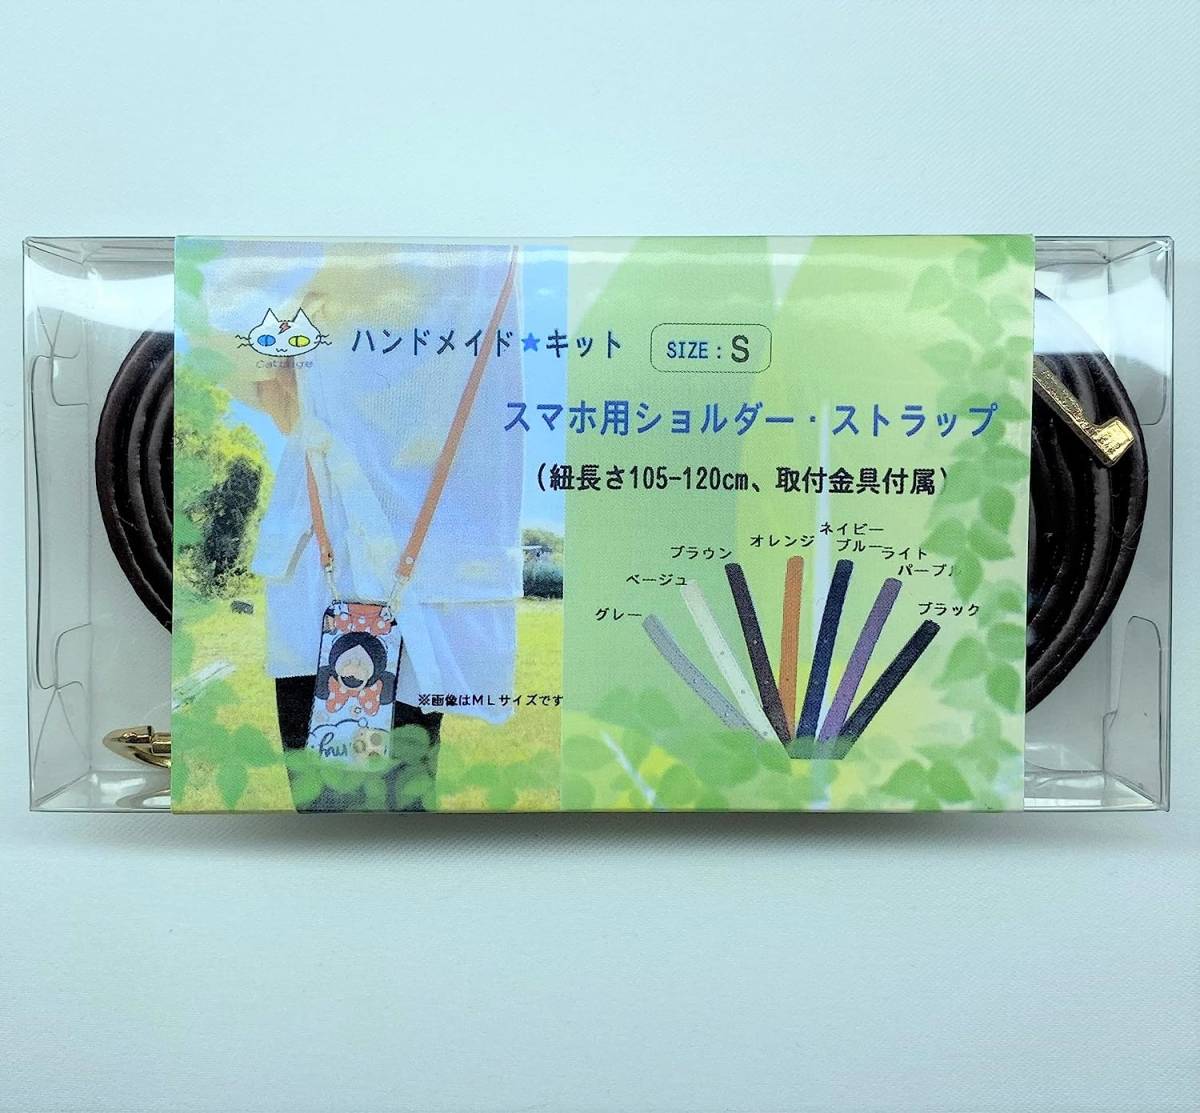 ハンドメイド★キット
SIZE：S
スマホ用ショルダー・ストラップ
（紐長さ105-120cm、取付金具付属）
ネイビー
ブルー
オレンジ
ライト
パープル
ブラウン
ベージュ
グレー
ブラック
※画像はＭＬサイズです